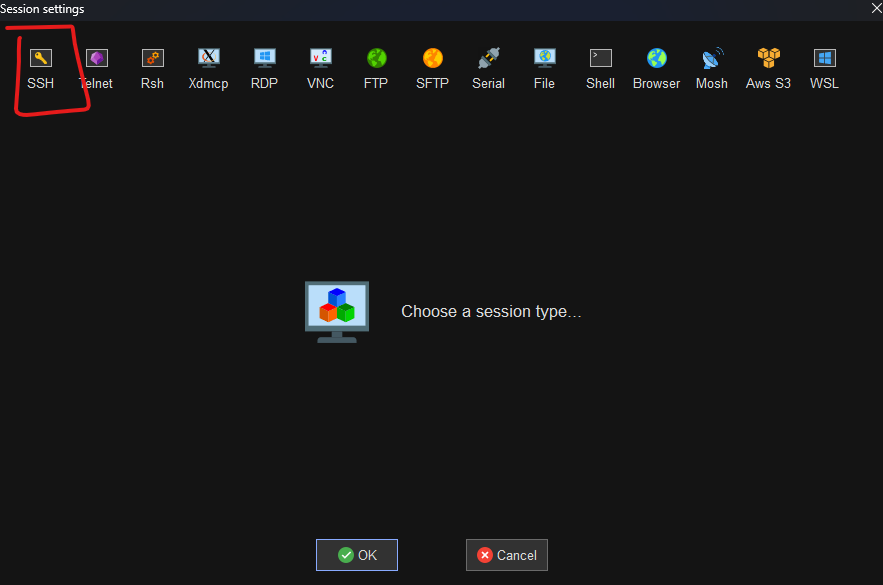 Session settings
SSH Telnet Rsh Xdmcp RDP VNC FTP SFTP Serial File Shell Browser Mosh Aws S3 WSL
Choose a session type...
OK Cancel